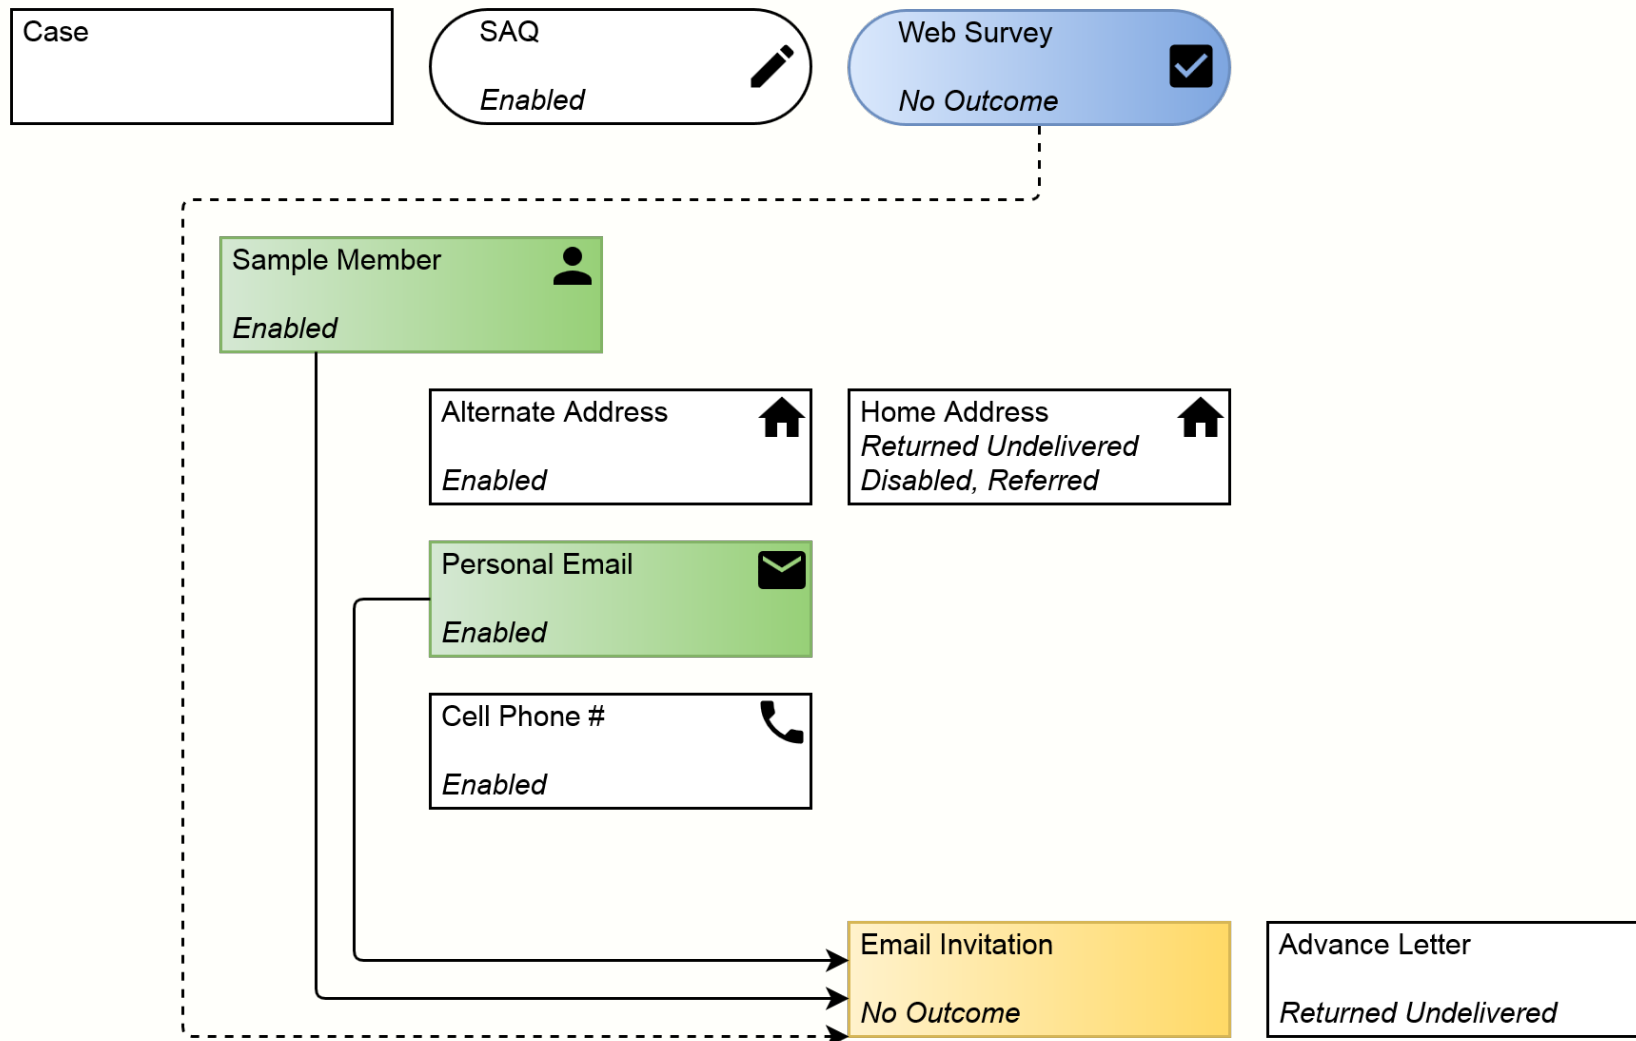 Case
SAQ
Enabled
Web Survey
No Outcome
Sample Member
Enabled
Alternate Address
Enabled
Home Address
Returned Undelivered
Disabled, Referred
Personal Email
Enabled
Cell Phone #
Enabled
Email Invitation
No Outcome
Advance Letter
Returned Undelivered